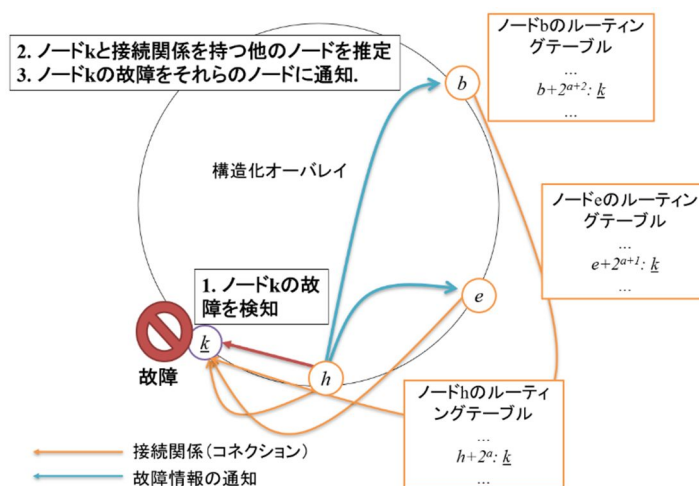 2. ノードkと接続関係を持つ他のノードを推定
3. ノードkの故障をそれらのノードに通知.
ノードbのルーティン
グテーブル
...
b+2^{a+2}: k
...
b
構造化オーバレイ
ノードeのルーティン
グテーブル
...
e+2^{a+1}: k
...
1. ノードkの故
障を検知
e
k
故障
h
ノードhのルーティ
ングテーブル
...
h+2^{a}: k
...
接続関係(コネクション)
故障情報の通知